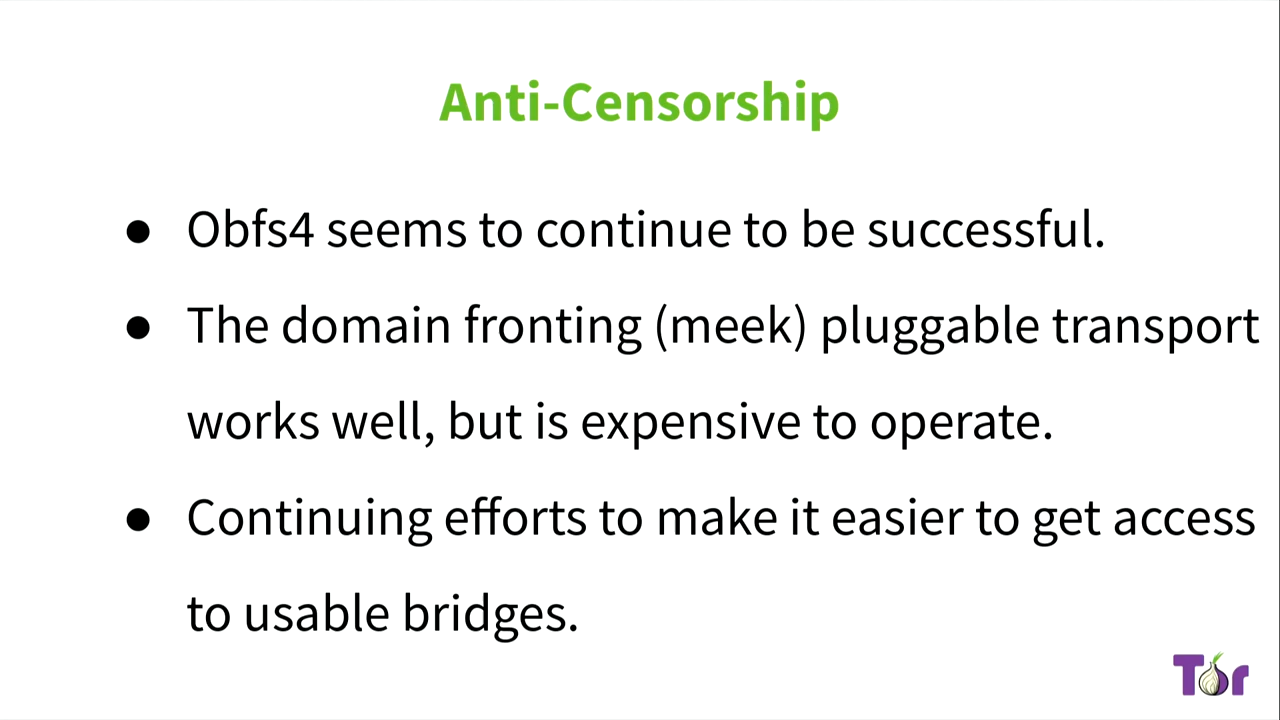 Anti-Censorship
● Obfs4 seems to continue to be successful.
● The domain fronting (meek) pluggable transport
works well, but is expensive to operate.
● Continuing efforts to make it easier to get access
to usable bridges.
Tor